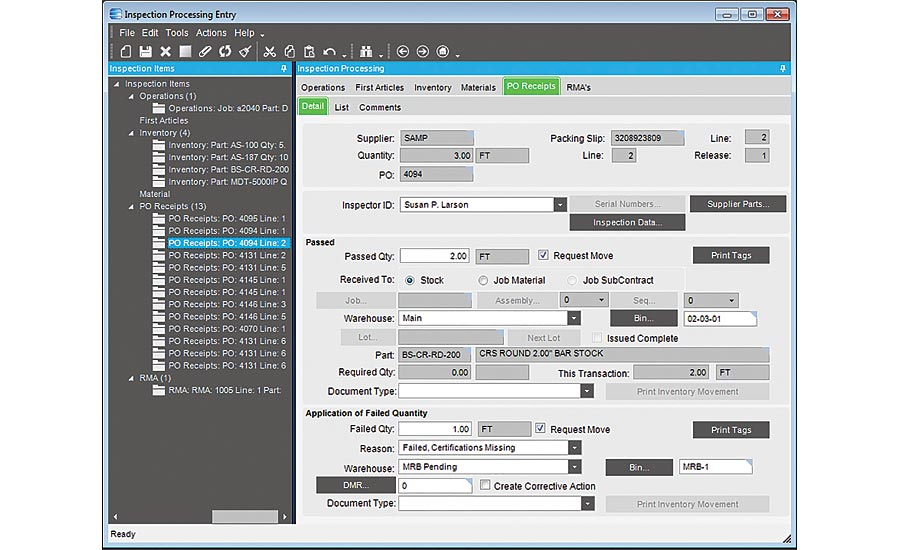 Inspection Processing Entry
File Edit Tools Actions Help
Inspection Items
Inspection Items
Operations (1)
Operations: Job: a2040 Part: D
First Articles
Inventory (4)
Inventory: Part: AS-100 Qty: 5.
Inventory: Part: AS-187 Qty: 10
Inventory: Part: BS-CR-RD-200
Inventory: Part: MDT-5000IP Q
Material
PO Receipts (13)
PO Receipts: PO: 4095 Line: 1
PO Receipts: PO: 4094 Line: 1
PO Receipts: PO: 4094 Line: 2
PO Receipts: PO: 4131 Line: 2
PO Receipts: PO: 4131 Line: 5
PO Receipts: PO: 4145 Line: 1
PO Receipts: PO: 4145 Line: 1
PO Receipts: PO: 4146 Line: 3
PO Receipts: PO: 4146 Line: 5
PO Receipts: PO: 4070 Line: 1
PO Receipts: PO: 4131 Line: 6
PO Receipts: PO: 4131 Line: 6
PO Receipts: PO: 4131 Line: 6
RMA (1)
RMA: RMA: 1005 Line: 1 Part:
Inspection Processing
Operations First Articles Inventory Materials PO Receipts RMA's
Detail List Comments
Supplier: SAMP Packing Slip: 3208923809 Line: 2
Quantity: 3.00 FT Line: 2 Release: 1
PO: 4094
Inspector ID: Susan P. Larson Serial Numbers... Supplier Parts...
Inspection Data...
Passed
Passed Qty: 2.00 FT Request Move Print Tags
Received To: Stock Job Material Job SubContract
Job... Assembly... 0 Seq... 0
Warehouse: Main Bin... 02-03-01
Lot... Next Lot Issued Complete
Part: BS-CR-RD-200 CRS ROUND 2.00" BAR STOCK
Required Qty: 0.00 This Transaction: 2.00 FT
Document Type: Print Inventory Movement
Application of Failed Quantity
Failed Qty: 1.00 FT Request Move Print Tags
Reason: Failed, Certifications Missing
Warehouse: MRB Pending Bin... MRB-1
DMR... 0 Create Corrective Action
Document Type: Print Inventory Movement
Ready